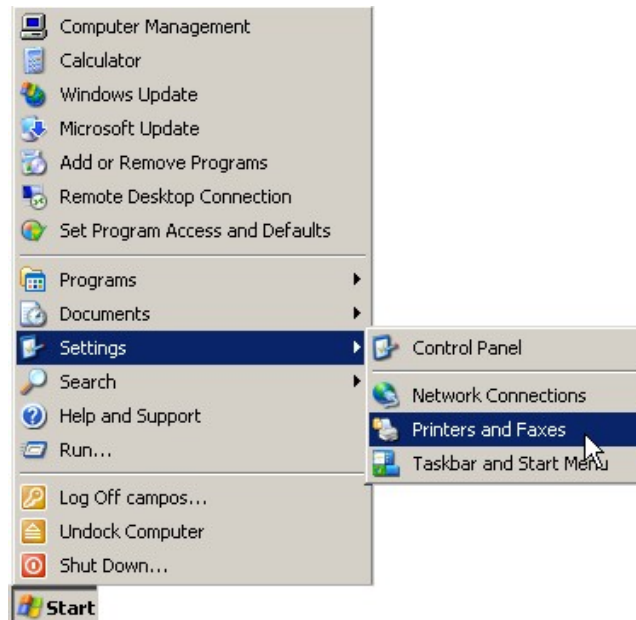 Computer Management
Calculator
Windows Update
Microsoft Update
Add or Remove Programs
Remote Desktop Connection
Set Program Access and Defaults
Programs
Documents
Settings
Search
Help and Support
Run...
Log Off campos...
Undock Computer
Shut Down...
Start
Control Panel
Network Connections
Printers and Faxes
Taskbar and Start Menu